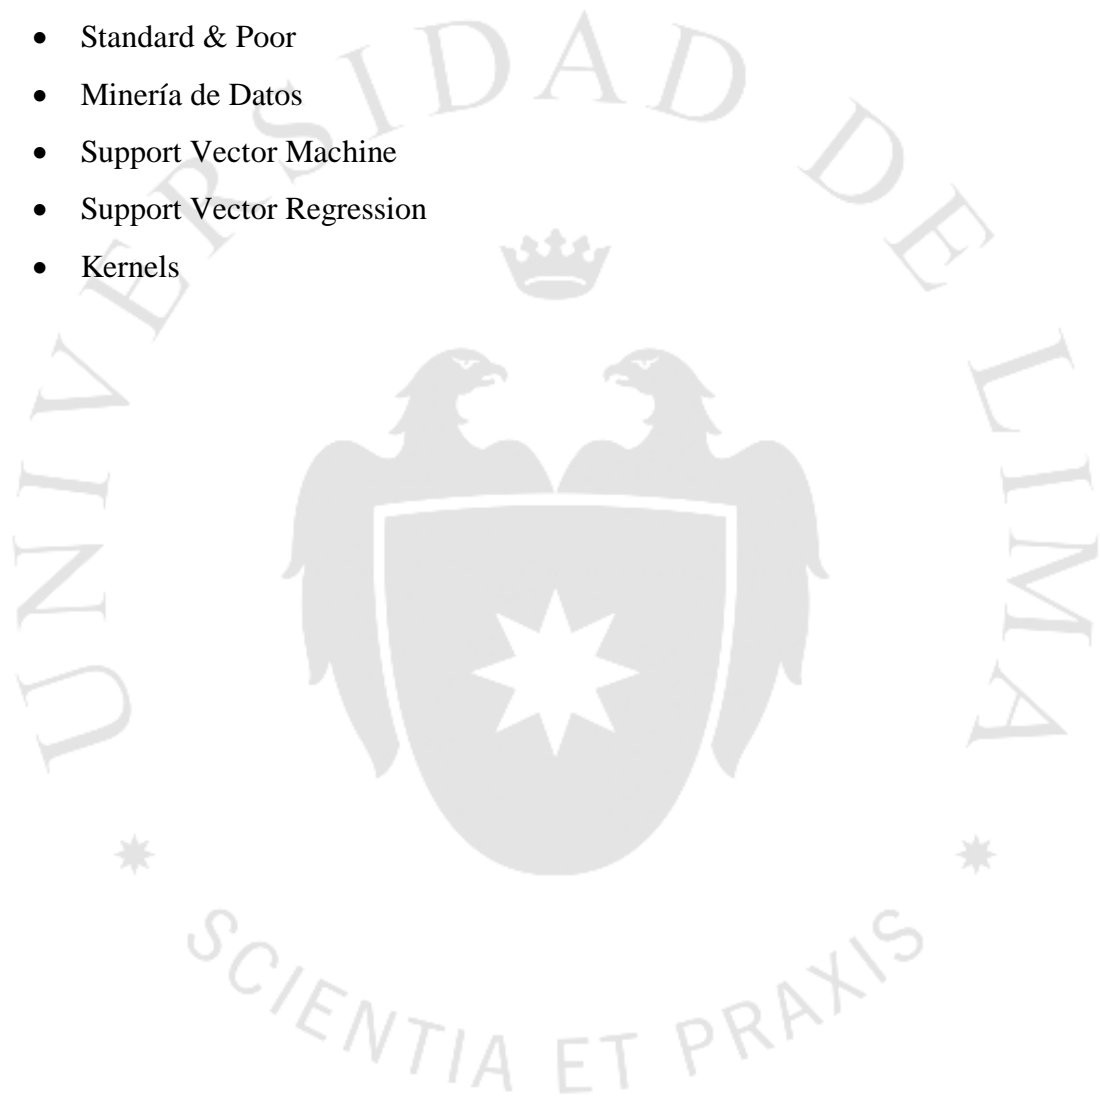 • Standard & Poor
• Minería de Datos
• Support Vector Machine
• Support Vector Regression
• Kernels
UNIVERSIDAD DE LIMA
SCIENTIA ET PRAXIS